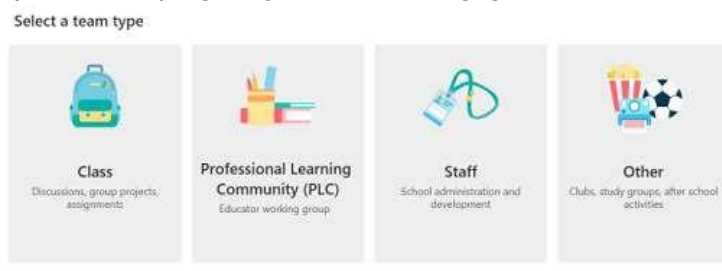 Select a team type
Class
Discussions, group projects,
assignments
Professional Learning
Community (PLC)
Educator working group
Staff
School administration and
development
Other
Clubs, study groups, after school
activities